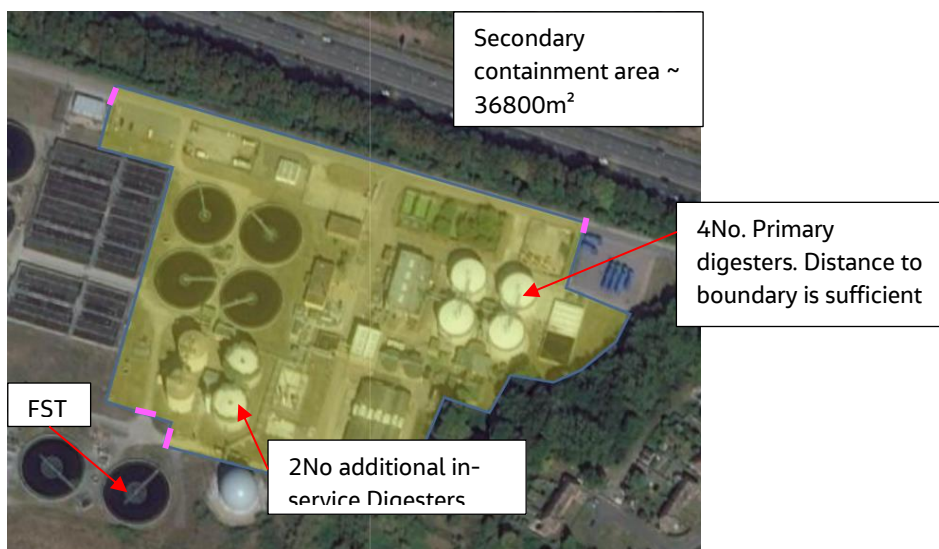 Secondary
containment area ~
36800m²
4No. Primary
digesters. Distance to
boundary is sufficient
FST
2No additional in-
service Digesters